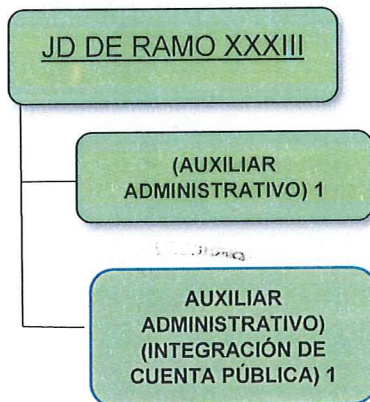 JD DE RAMO XXXIII
(AUXILIAR
ADMINISTRATIVO) 1
AUXILIAR
ADMINISTRATIVO)
(INTEGRACIÓN DE
CUENTA PÚBLICA) 1